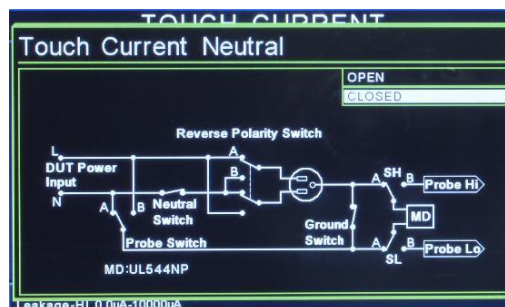 TOUCH CURRENT
Touch Current Neutral
OPEN
CLOSED
Reverse Polarity Switch
L
DUT Power
Input
N
A
B
Neutral
Switch
A
B
Probe Switch
Ground
Switch
A
SH
B
Probe Hi
MD
A
SL
B
Probe Lo
MD:UL544NP
Leakage-HI 0.0uA-10000uA